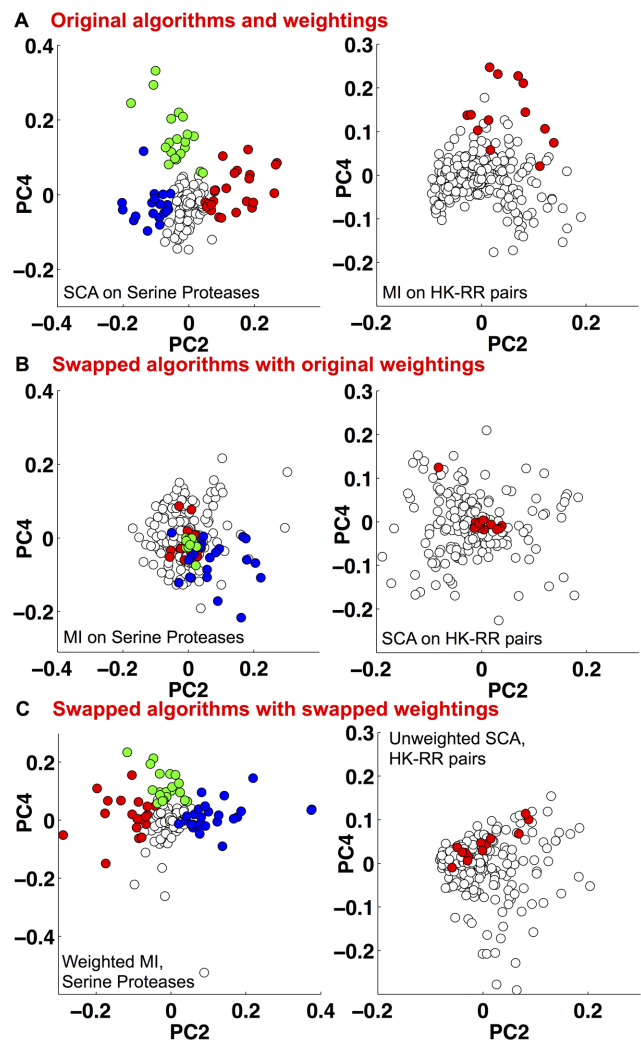 A Original algorithms and weightings
0.4
0.2
0
−0.2
PC4
SCA on Serine Proteases
−0.4 −0.2 0 0.2
PC2
0.3
0.2
0.1
0
−0.1
−0.2
PC4
MI on HK-RR pairs
−0.2 0 0.2
PC2
B Swapped algorithms with original weightings
0.4
0.2
0
−0.2
−0.4
PC4
MI on Serine Proteases
−0.4 −0.2 0 0.2
PC2
0.3
0.2
0.1
0
−0.1
−0.2
−0.3
PC4
SCA on HK-RR pairs
−0.2 0 0.2
PC2
C Swapped algorithms with swapped weightings
0.4
0.2
0
−0.2
−0.4
PC4
Weighted MI,
Serine Proteases
−0.2 0 0.2 0.4
PC2
Unweighted SCA,
HK-RR pairs
0.2
0.1
0
−0.1
−0.2
PC4
−0.2 0 0.2
PC2